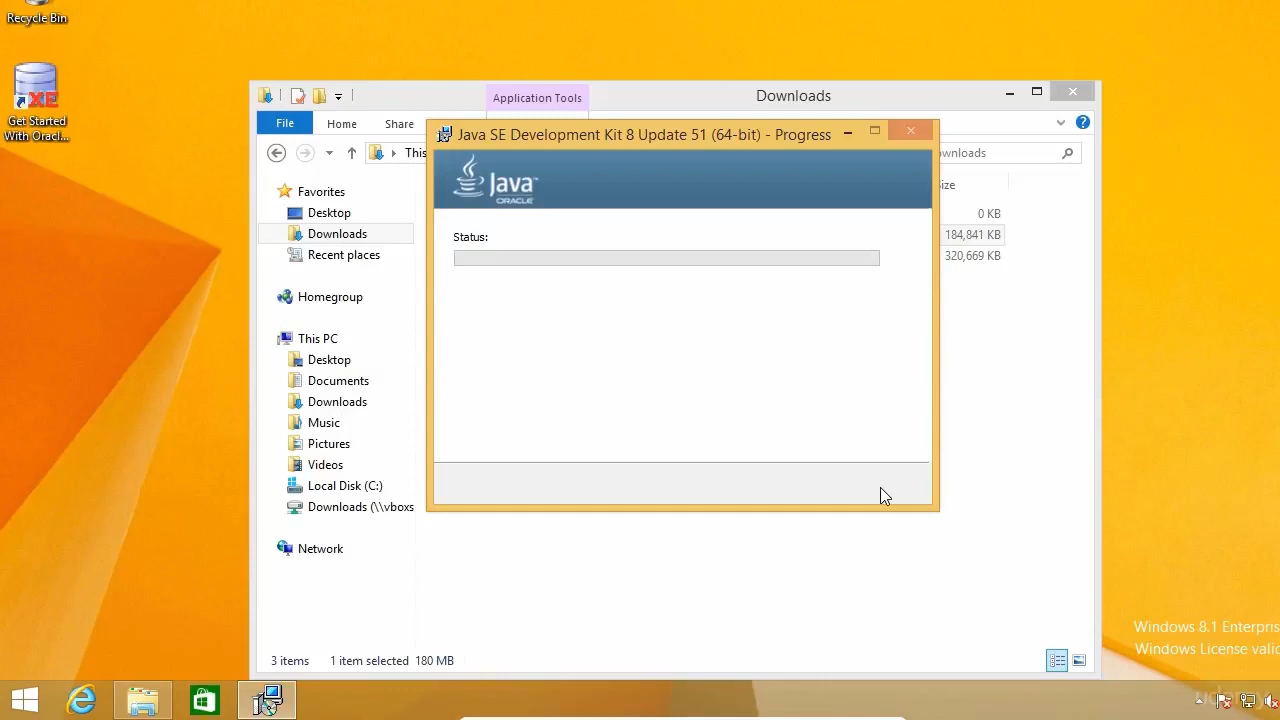 Recycle Bin
Get Started
With Oracl...
Application Tools
Downloads
File
Home
Share
This
ownloads
Java SE Development Kit 8 Update 51 (64-bit) - Progress
Java™
ORACLE
Status:
Favorites
Desktop
Downloads
Recent places
Homegroup
This PC
Desktop
Documents
Downloads
Music
Pictures
Videos
Local Disk (C:)
Downloads (\\vboxs
Network
ize
0 KB
184,841 KB
320,669 KB
3 items
1 item selected
180 MB
Windows 8.1 Enterpris
Windows License valid